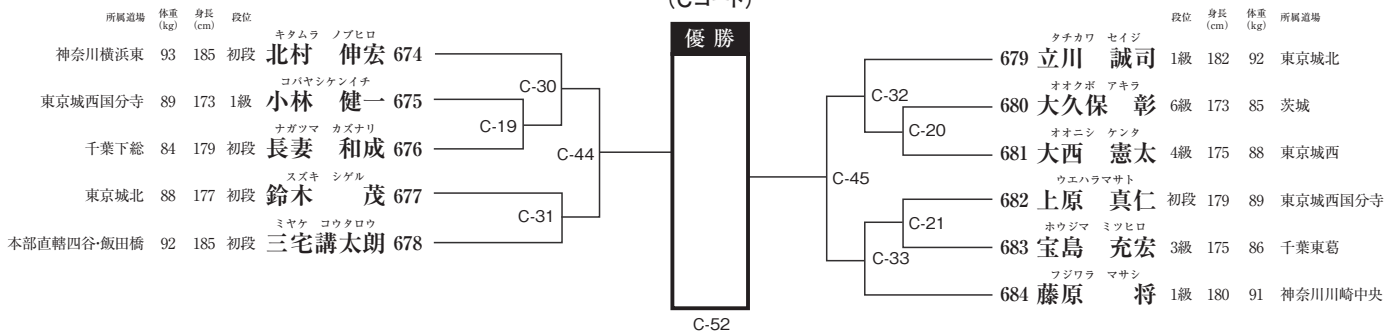 (Cコート)
所属道場 体重(kg) 身長(cm) 段位
キタムラ ノブヒロ
神奈川横浜東 93 185 初段 北村 伸宏 674
C-30
コバヤシケンイチ
東京城西国分寺 89 173 1級 小林 健一 675
C-19
ナガツマ カズナリ
千葉下総 84 179 初段 長妻 和成 676
C-44
スズキ シゲル
東京城北 88 177 初段 鈴木 茂 677
C-31
ミヤケ コウタロウ
本部直轄四谷・飯田橋 92 185 初段 三宅講太朗 678
優勝
C-52
段位 身長(cm) 体重(kg) 所属道場
タチカワ セイジ
679 立川 誠司 1級 182 92 東京城北
C-32
オオクボ アキラ
680 大久保 彰 6級 173 85 茨城
C-20
オオニシ ケンタ
681 大西 憲太 4級 175 88 東京城西
C-45
ウエハラマサト
682 上原 真仁 初段 179 89 東京城西国分寺
C-21
ホウジマ ミツヒロ
683 宝島 充宏 3級 175 86 千葉東葛
C-33
フジワラ マサシ
684 藤原 将 1級 180 91 神奈川川崎中央